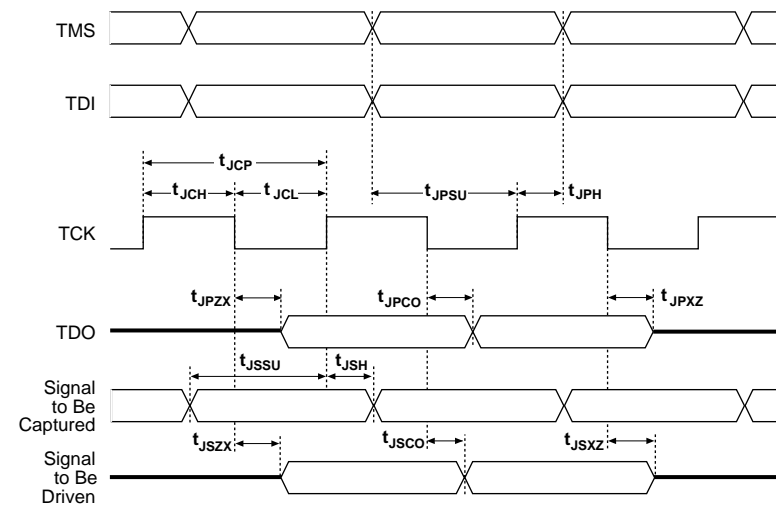 TMS
TDI
tJCP
tJCH tJCL tJPSU tJPH
TCK
tJPZX tJPCO tJPXZ
TDO
tJSSU tJSH
Signal
to Be
Captured
tJSZX tJSCO tJSXZ
Signal
to Be
Driven